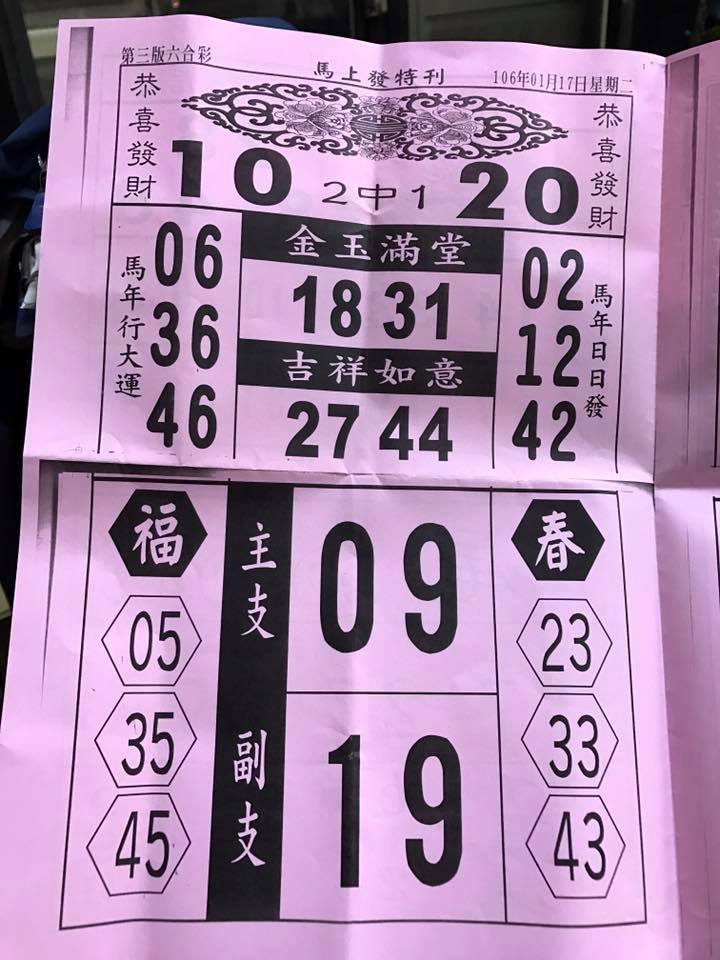 第三版六合彩
馬上發特刊
106年01月17日星期二
恭喜發財
10 2中1 20
恭喜發財
馬年行大運
06
36
46
金玉滿堂
18 31
吉祥如意
27 44
02
12
42
馬年日日發
福
05
35
45
主支
09
副支
19
春
23
33
43